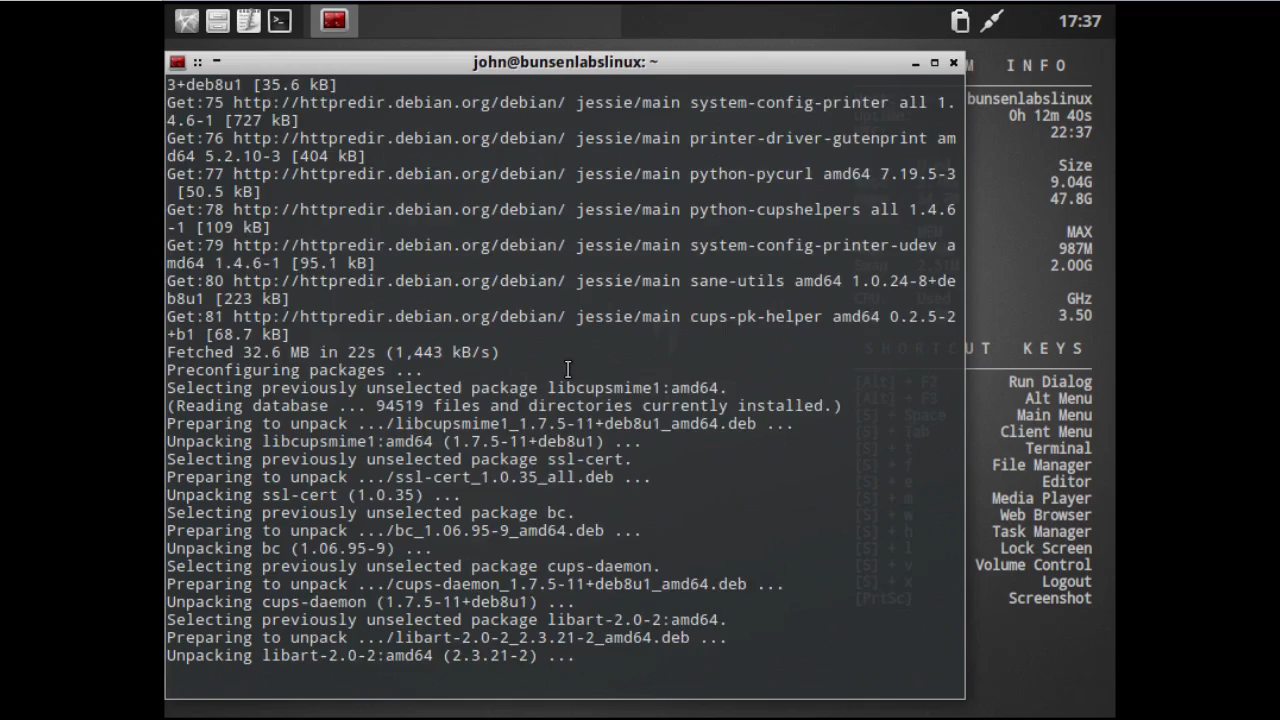 17:37
john@bunsenlabslinux: ~
3+deb8u1 [35.6 kB]
Get:75 http://httpredir.debian.org/debian/ jessie/main system-config-printer all 1.
4.6-1 [727 kB]
Get:76 http://httpredir.debian.org/debian/ jessie/main printer-driver-gutenprint am
d64 5.2.10-3 [404 kB]
Get:77 http://httpredir.debian.org/debian/ jessie/main python-pycurl amd64 7.19.5-3
 [50.5 kB]
Get:78 http://httpredir.debian.org/debian/ jessie/main python-cupshelpers all 1.4.6
-1 [109 kB]
Get:79 http://httpredir.debian.org/debian/ jessie/main system-config-printer-udev a
md64 1.4.6-1 [95.1 kB]
Get:80 http://httpredir.debian.org/debian/ jessie/main sane-utils amd64 1.0.24-8+de
b8u1 [223 kB]
Get:81 http://httpredir.debian.org/debian/ jessie/main cups-pk-helper amd64 0.2.5-2
+b1 [68.7 kB]
Fetched 32.6 MB in 22s (1,443 kB/s)
Preconfiguring packages ...
Selecting previously unselected package libcupsmime1:amd64.
(Reading database ... 94519 files and directories currently installed.)
Preparing to unpack .../libcupsmime1_1.7.5-11+deb8u1_amd64.deb ...
Unpacking libcupsmime1:amd64 (1.7.5-11+deb8u1) ...
Selecting previously unselected package ssl-cert.
Preparing to unpack .../ssl-cert_1.0.35_all.deb ...
Unpacking ssl-cert (1.0.35) ...
Selecting previously unselected package bc.
Preparing to unpack .../bc_1.06.95-9_amd64.deb ...
Unpacking bc (1.06.95-9) ...
Selecting previously unselected package cups-daemon.
Preparing to unpack .../cups-daemon_1.7.5-11+deb8u1_amd64.deb ...
Unpacking cups-daemon (1.7.5-11+deb8u1) ...
Selecting previously unselected package libart-2.0-2:amd64.
Preparing to unpack .../libart-2.0-2_2.3.21-2_amd64.deb ...
Unpacking libart-2.0-2:amd64 (2.3.21-2) ...
M INFO
bunsenlabslinux
0h 12m 40s
22:37
Size
9.04G
47.8G
MAX
987M
2.00G
GHz
3.50
SHORTCUT KEYS
[Alt] + F2 Run Dialog
[Alt] + F3 Alt Menu
[S] + Space Main Menu
[S] + Tab Client Menu
[S] + t Terminal
[S] + f File Manager
[S] + e Editor
[S] + m Media Player
[S] + w Web Browser
[S] + h Task Manager
[S] + l Lock Screen
[S] + v Volume Control
[S] + x Logout
[PrtSc] Screenshot